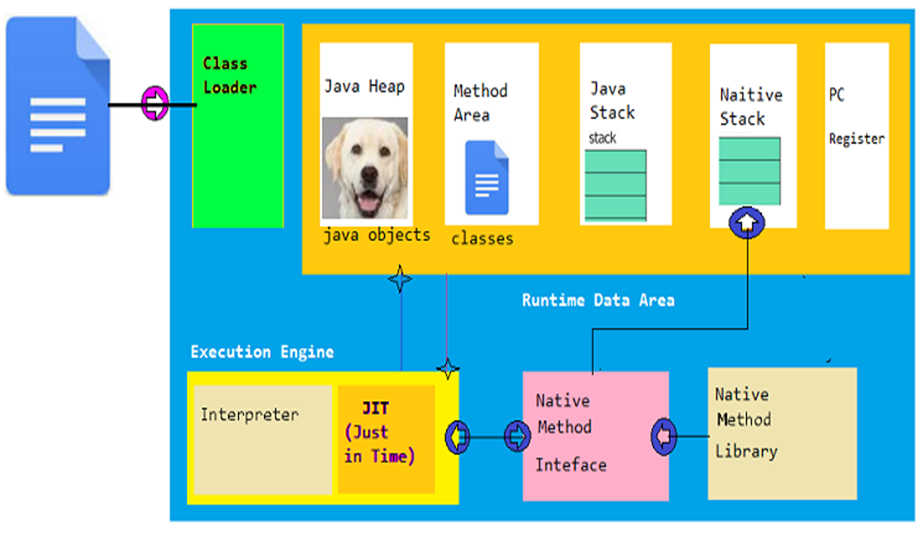 Class
Loader
Java Heap
java objects
Method
Area
classes
Java
Stack
stack
Naitive
Stack
PC
Register
Runtime Data Area
Execution Engine
Interpreter
JIT
(Just
in Time)
Native
Method
Inteface
Native
Method
Library